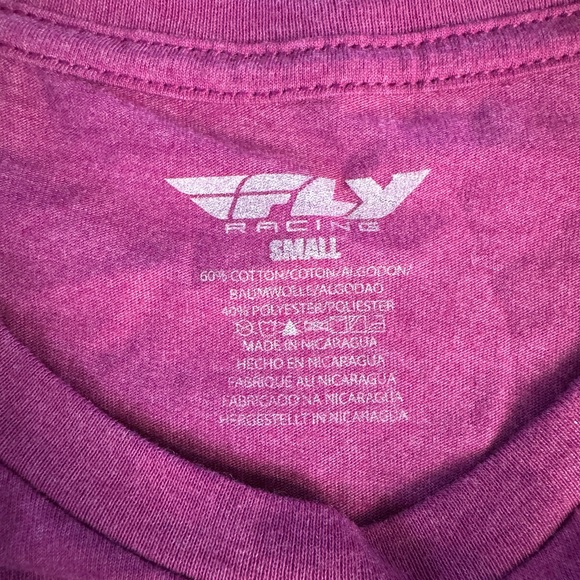 FLY
RACING
SMALL
60% COTTON/COTON/ALGODON/
BAUMWOLLE/ALGODAO
40% POLYESTER/POLIESTER
MADE IN NICARAGUA
HECHO EN NICARAGUA
FABRIQUE AU NICARAGUA
FABRICADO NA NICARAGUA
HERGESTELLT IN NICARAGUA